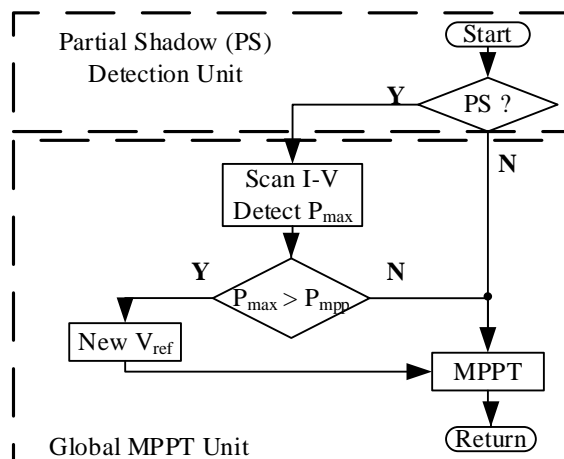 Partial Shadow (PS)
Detection Unit
Start
Y
PS ?
N
Scan I-V
Detect Pmax
Y
N
Pmax > Pmpp
New Vref
MPPT
Return
Global MPPT Unit